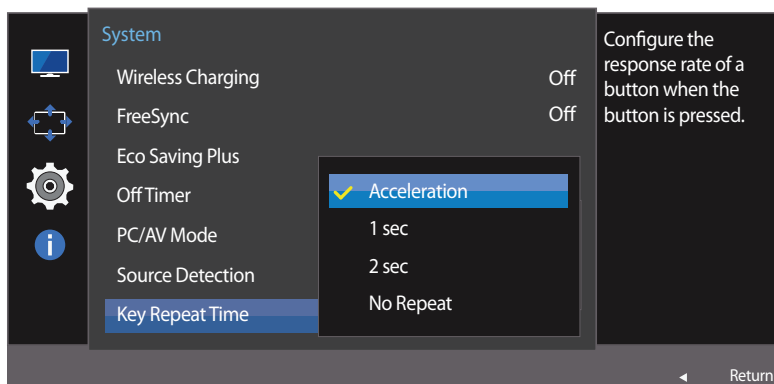 System
Wireless Charging Off
FreeSync Off
Eco Saving Plus
Off Timer
PC/AV Mode
Source Detection
Key Repeat Time
Acceleration
1 sec
2 sec
No Repeat
Configure the
response rate of a
button when the
button is pressed.
Return